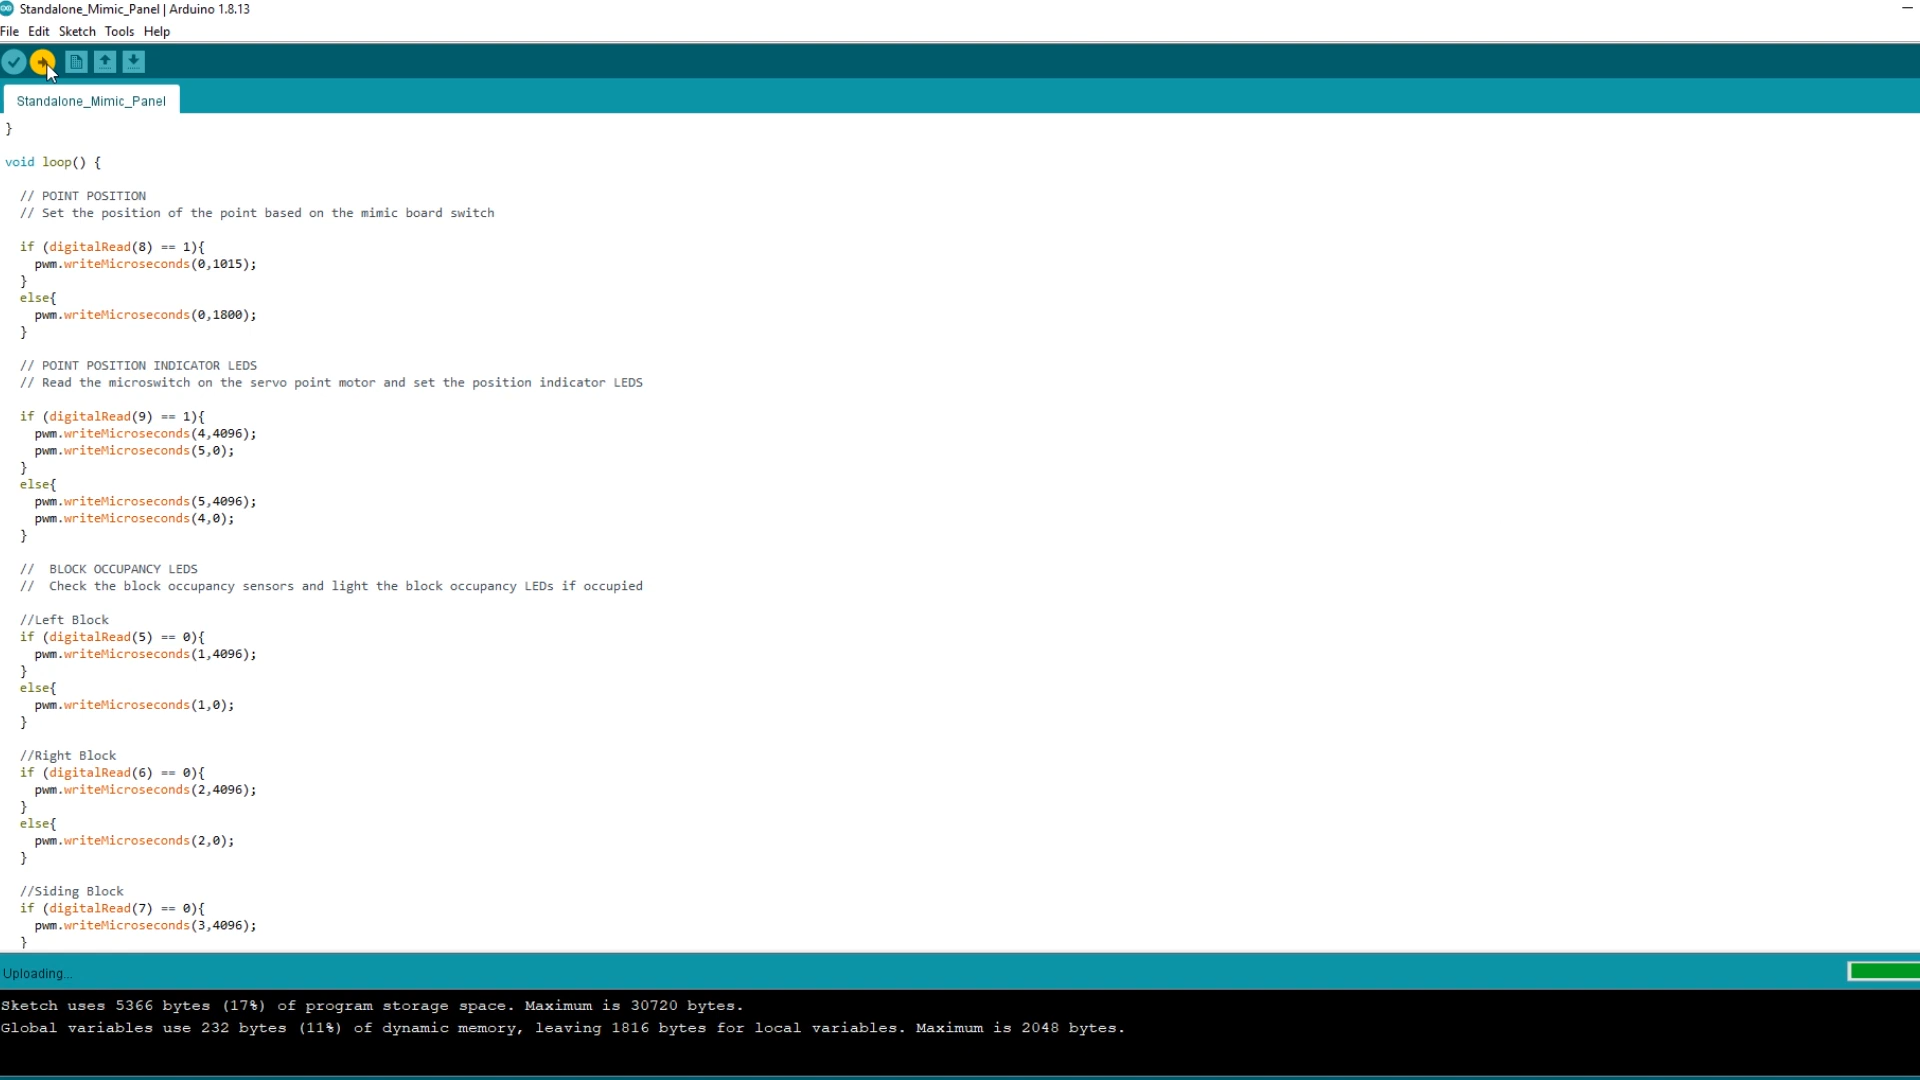 Standalone_Mimic_Panel | Arduino 1.8.13
File Edit Sketch Tools Help
Standalone_Mimic_Panel
}
void loop() {
// POINT POSITION
// Set the position of the point based on the mimic board switch
if (digitalRead(8) == 1){
pwm.writeMicroseconds(0,1015);
}
else{
pwm.writeMicroseconds(0,1800);
}
// POINT POSITION INDICATOR LEDS
// Read the microswitch on the servo point motor and set the position indicator LEDS
if (digitalRead(9) == 1){
pwm.writeMicroseconds(4,4096);
pwm.writeMicroseconds(5,0);
}
else{
pwm.writeMicroseconds(5,4096);
pwm.writeMicroseconds(4,0);
}
//  BLOCK OCCUPANCY LEDS
//  Check the block occupancy sensors and light the block occupancy LEDs if occupied
//Left Block
if (digitalRead(5) == 0){
pwm.writeMicroseconds(1,4096);
}
else{
pwm.writeMicroseconds(1,0);
}
//Right Block
if (digitalRead(6) == 0){
pwm.writeMicroseconds(2,4096);
}
else{
pwm.writeMicroseconds(2,0);
}
//Siding Block
if (digitalRead(7) == 0){
pwm.writeMicroseconds(3,4096);
}
Uploading...
Sketch uses 5366 bytes (17%) of program storage space. Maximum is 30720 bytes.
Global variables use 232 bytes (11%) of dynamic memory, leaving 1816 bytes for local variables. Maximum is 2048 bytes.